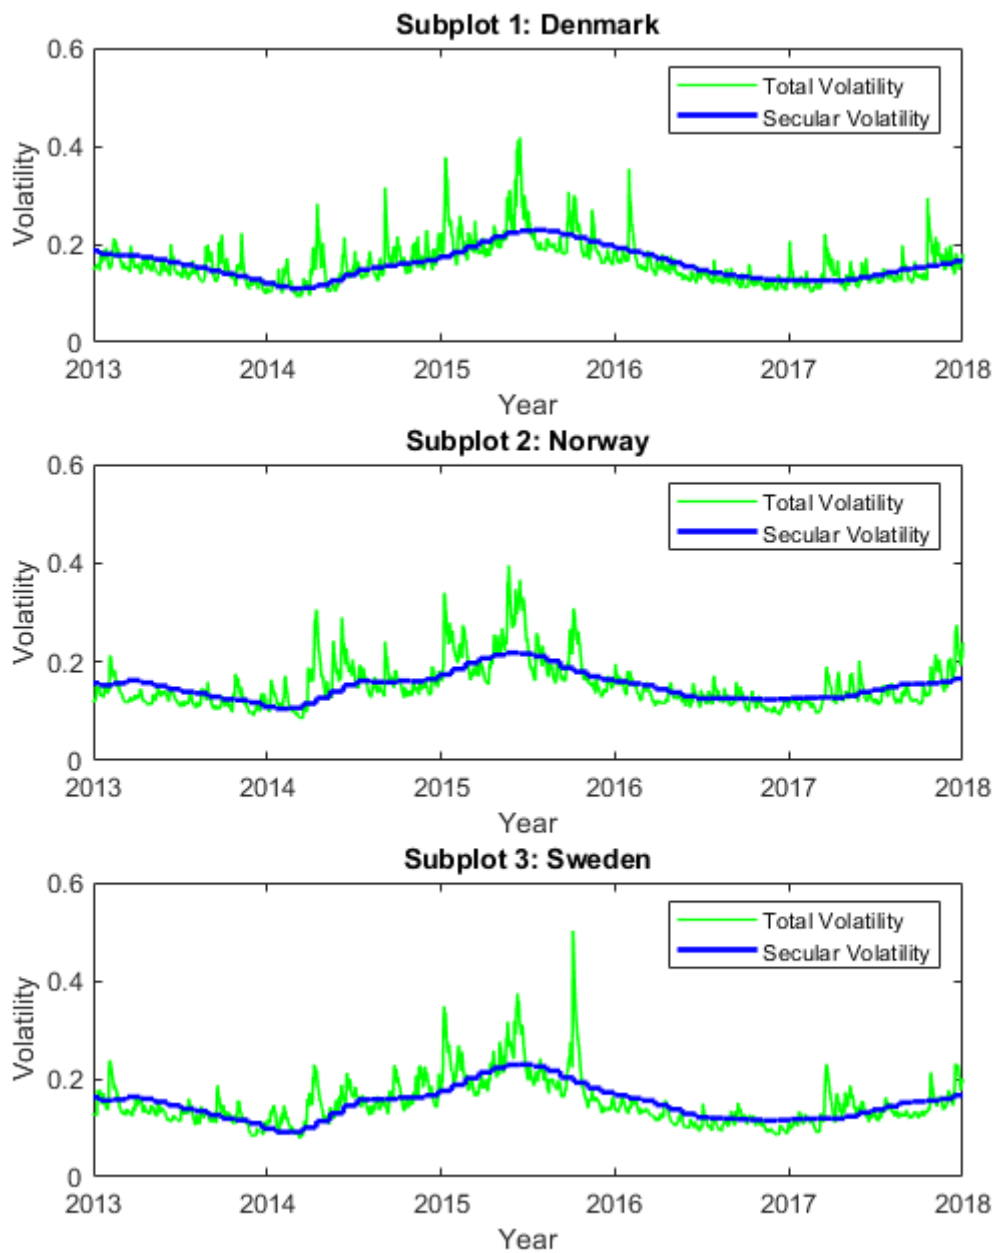 Subplot 1: Denmark
0.6
Total Volatility
Secular Volatility
0.4
Volatility
0.2
0
2013 2014 2015 2016 2017 2018
Year
Subplot 2: Norway
0.6
Total Volatility
Secular Volatility
0.4
Volatility
0.2
0
2013 2014 2015 2016 2017 2018
Year
Subplot 3: Sweden
0.6
Total Volatility
Secular Volatility
0.4
Volatility
0.2
0
2013 2014 2015 2016 2017 2018
Year